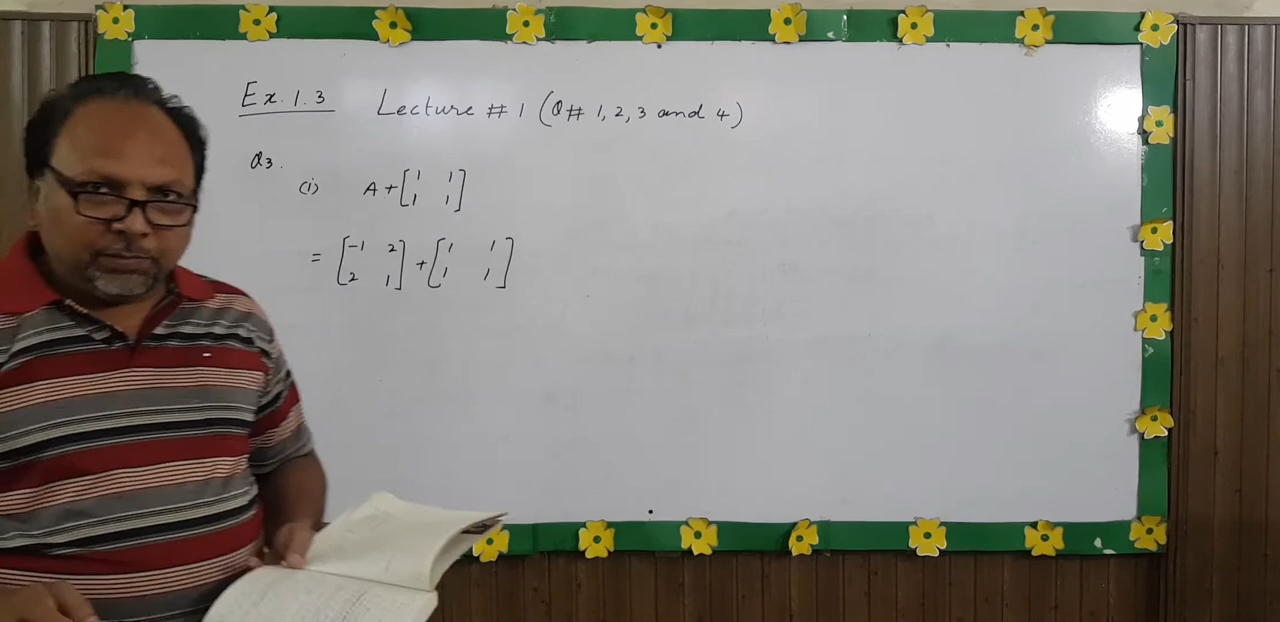 Ex. 1.3 Lecture # 1 (Q# 1, 2, 3 and 4)
Q3.
(i) A + [1 1
1 1]
= [-1 2
2 1] + [1 1
1 1]